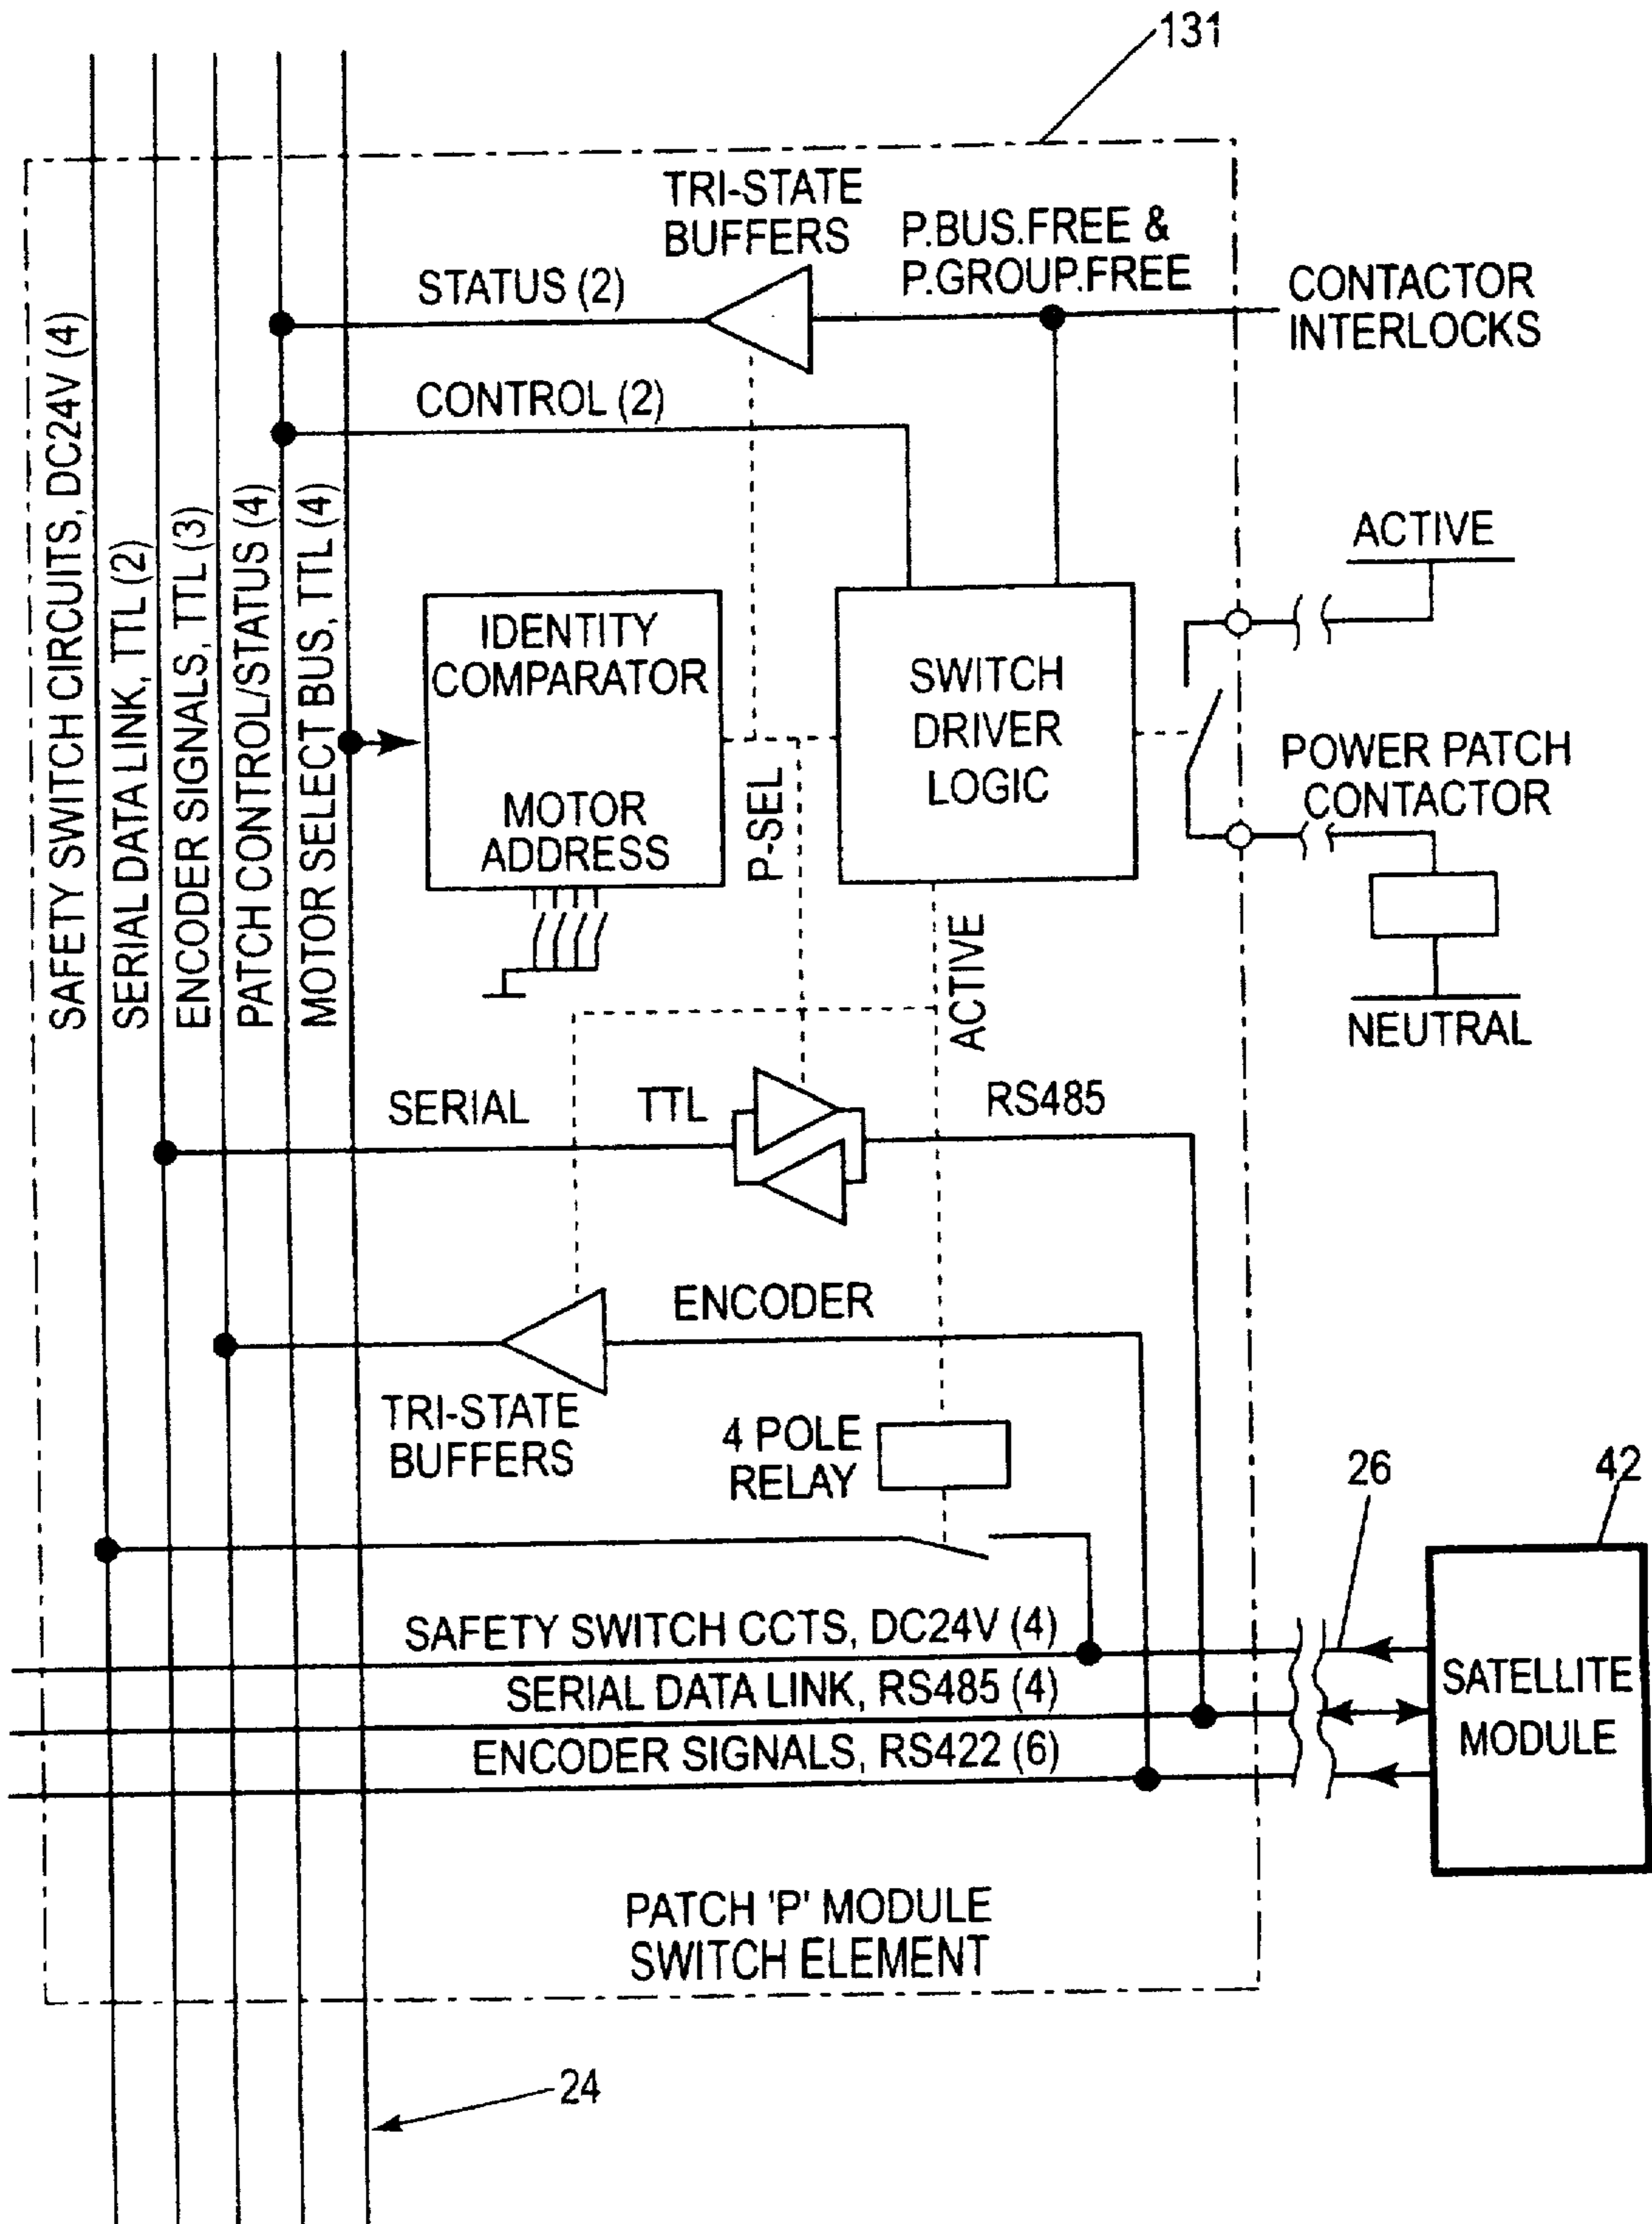 131
TRI-STATE
BUFFERS
P.BUS.FREE &
P.GROUP.FREE
STATUS (2)
CONTACTOR
INTERLOCKS
CONTROL (2)
SAFETY SWITCH CIRCUITS, DC24V (4)
SERIAL DATA LINK, TTL (2)
ENCODER SIGNALS, TTL (3)
PATCH CONTROL/STATUS (4)
MOTOR SELECT BUS, TTL (4)
ACTIVE
IDENTITY
COMPARATOR
MOTOR
ADDRESS
P-SEL
SWITCH
DRIVER
LOGIC
POWER PATCH
CONTACTOR
ACTIVE
NEUTRAL
SERIAL
TTL
RS485
ENCODER
TRI-STATE
BUFFERS
4 POLE
RELAY
26
42
SAFETY SWITCH CCTS, DC24V (4)
SERIAL DATA LINK, RS485 (4)
ENCODER SIGNALS, RS422 (6)
SATELLITE
MODULE
PATCH 'P' MODULE
SWITCH ELEMENT
24